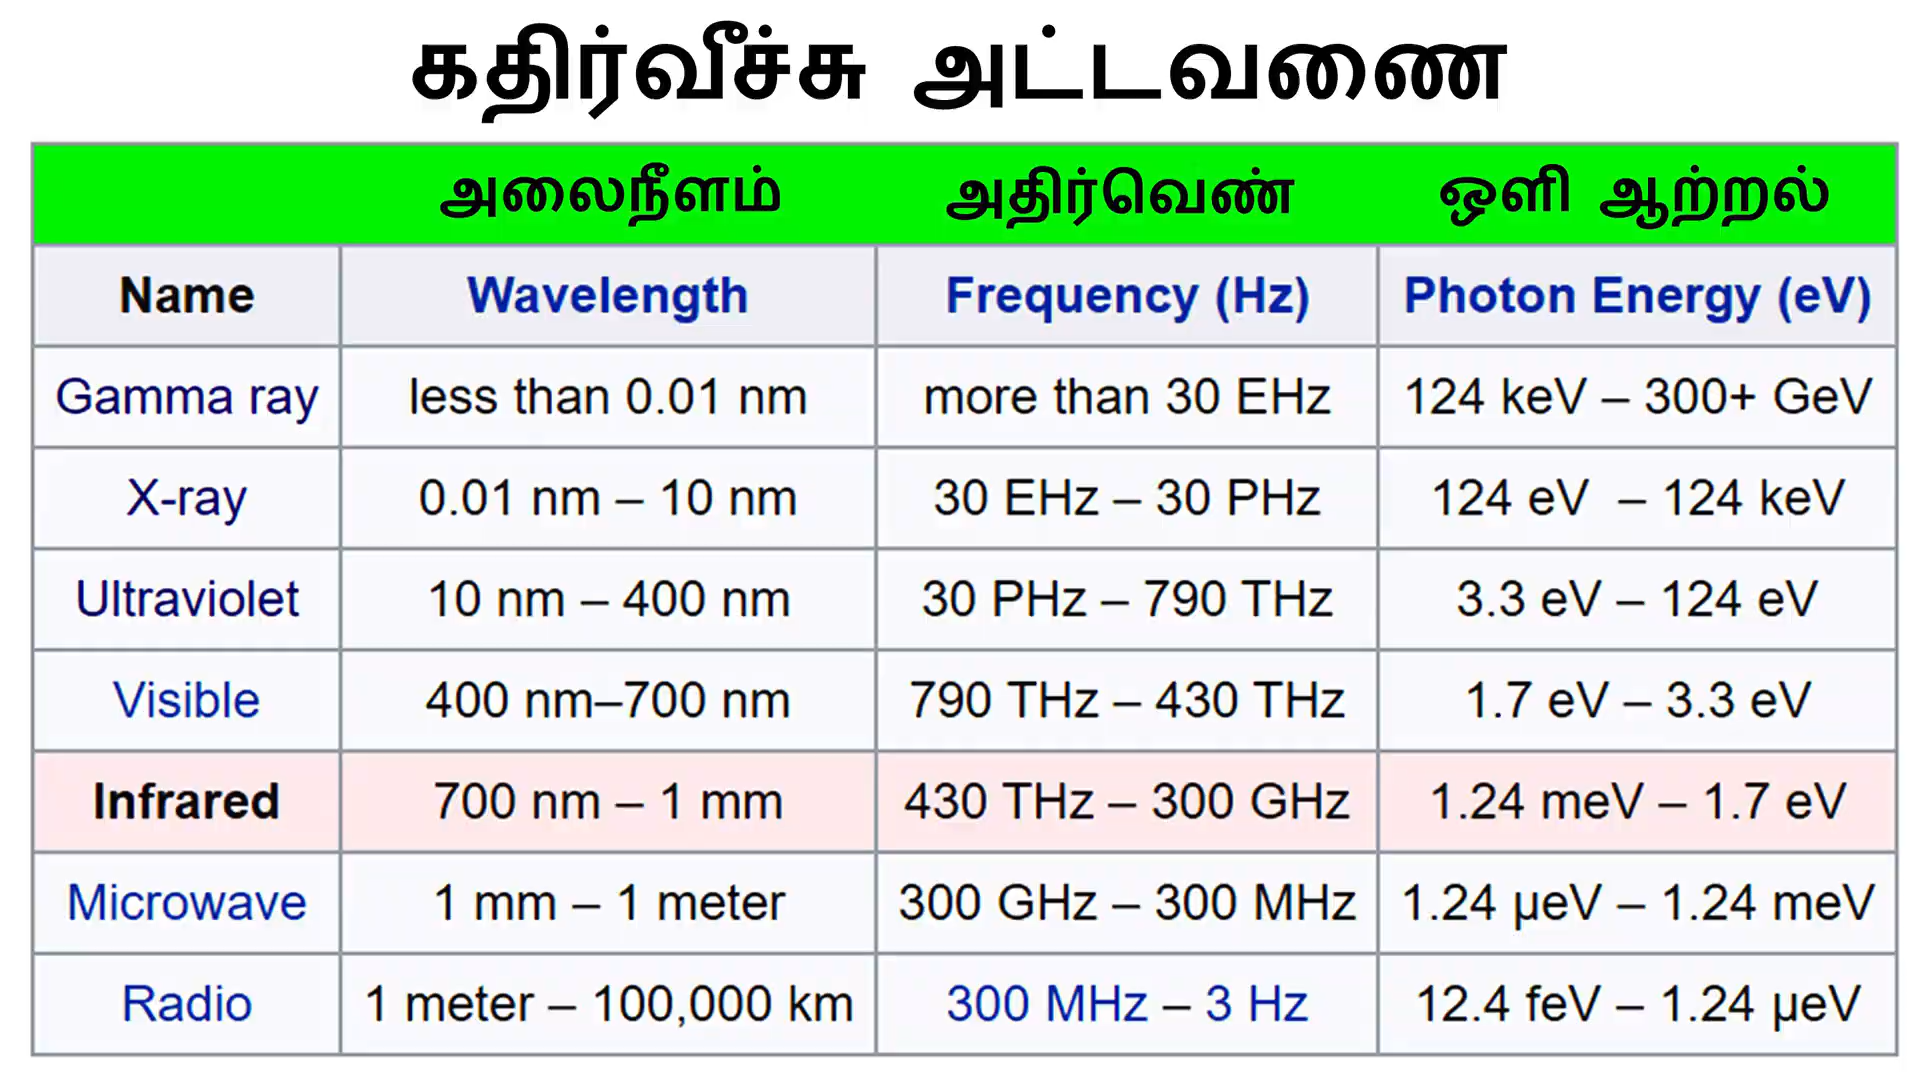 கதிர்வீச்சு அட்டவணை
அலைநீளம் அதிர்வெண் ஒளி ஆற்றல்
Name Wavelength Frequency (Hz) Photon Energy (eV)
Gamma ray less than 0.01 nm more than 30 EHz 124 keV – 300+ GeV
X-ray 0.01 nm – 10 nm 30 EHz – 30 PHz 124 eV – 124 keV
Ultraviolet 10 nm – 400 nm 30 PHz – 790 THz 3.3 eV – 124 eV
Visible 400 nm–700 nm 790 THz – 430 THz 1.7 eV – 3.3 eV
Infrared 700 nm – 1 mm 430 THz – 300 GHz 1.24 meV – 1.7 eV
Microwave 1 mm – 1 meter 300 GHz – 300 MHz 1.24 μeV – 1.24 meV
Radio 1 meter – 100,000 km 300 MHz – 3 Hz 12.4 feV – 1.24 μeV